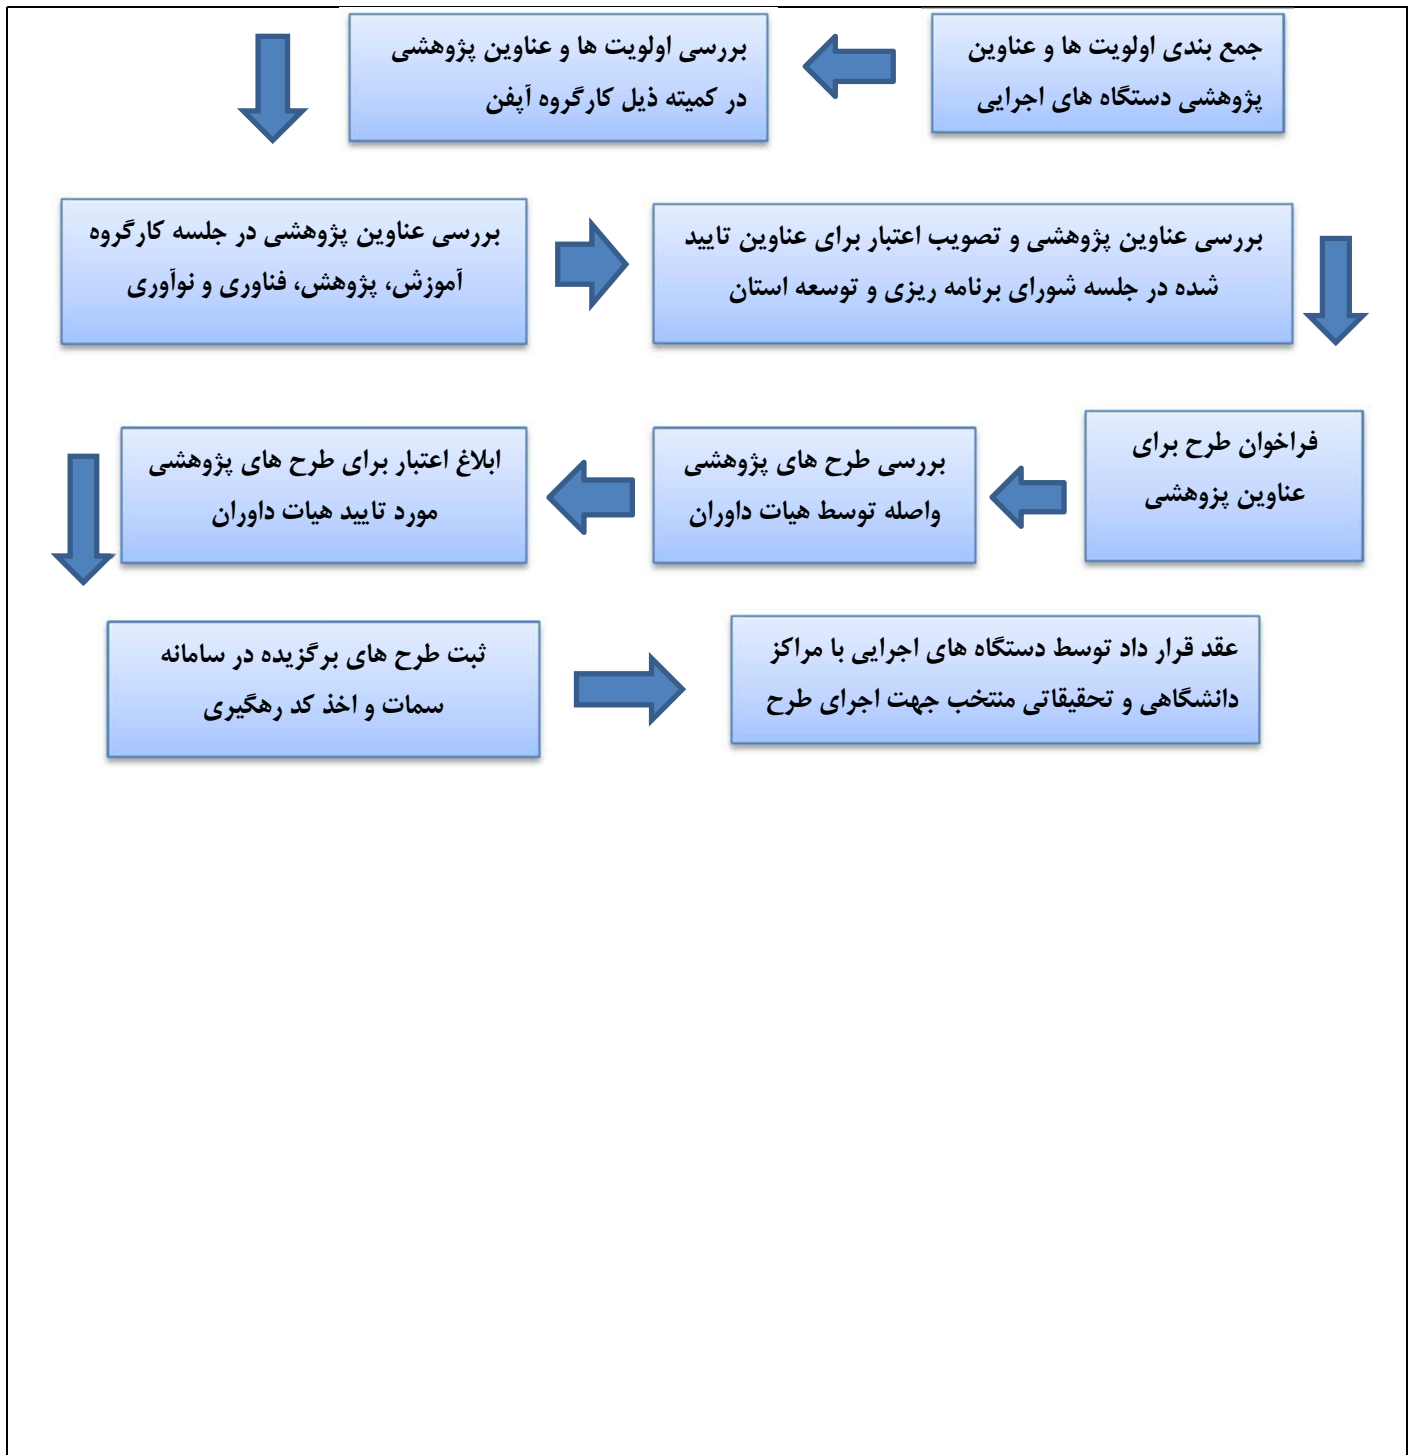 جمع بندی اولویت ها و عناوین
پژوهشی دستگاه های اجرایی
بررسی اولویت ها و عناوین پژوهشی
در کمیته ذیل کارگروه آپفن
بررسی عناوین پژوهشی در جلسه کارگروه
آموزش، پژوهش، فناوری و نوآوری
بررسی عناوین پژوهشی و تصویب اعتبار برای عناوین تایید
شده در جلسه شورای برنامه ریزی و توسعه استان
فراخوان طرح برای
عناوین پزوهشی
بررسی طرح های پژوهشی
واصله توسط هیات داوران
ابلاغ اعتبار برای طرح های پژوهشی
مورد تایید هیات داوران
ثبت طرح های برگزیده در سامانه
سمات و اخذ کد رهگیری
عقد قرار داد توسط دستگاه های اجرایی با مراکز
دانشگاهی و تحقیقاتی منتخب جهت اجرای طرح